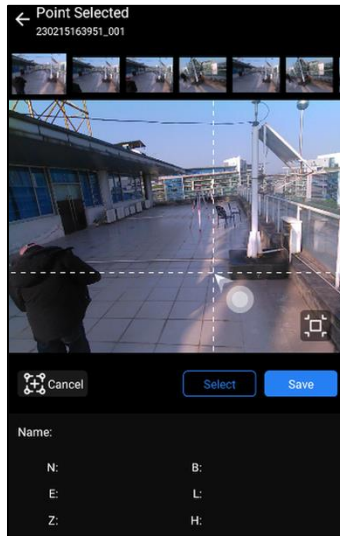 Point Selected
230215163951_001
Cancel
Select
Save
Name:
N:
B:
E:
L:
Z:
H: